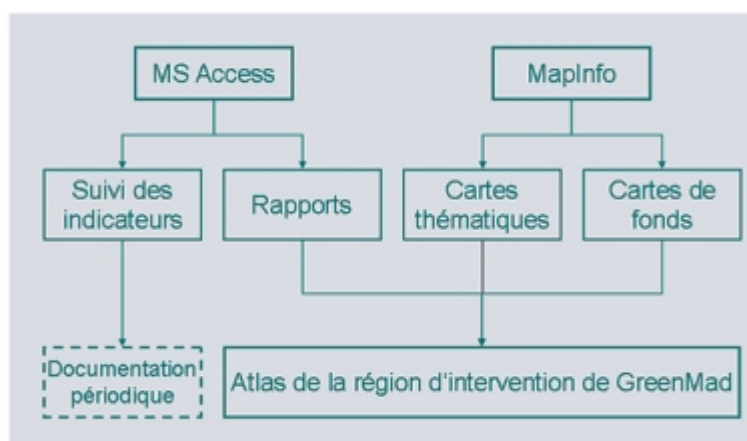 MS Access
MapInfo
Suivi des
indicateurs
Rapports
Cartes
thématiques
Cartes de
fonds
Documentation
périodique
Atlas de la région d'intervention de GreenMad